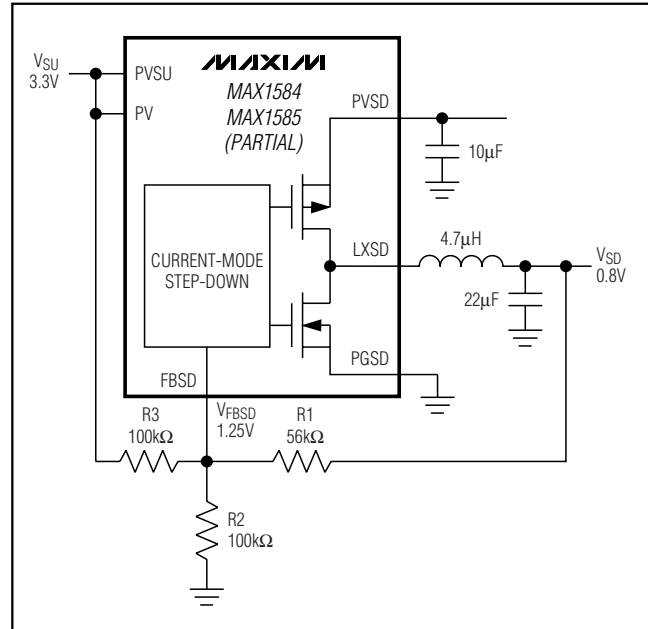 VSU
3.3V
PVSU
PV
MAXIM
MAX1584
MAX1585
(PARTIAL)
PVSD
10µF
CURRENT-MODE
STEP-DOWN
LXSD
4.7µH
VSD
0.8V
22µF
PGSD
FBSD
VFBSD
1.25V
R3
100kΩ
R1
56kΩ
R2
100kΩ